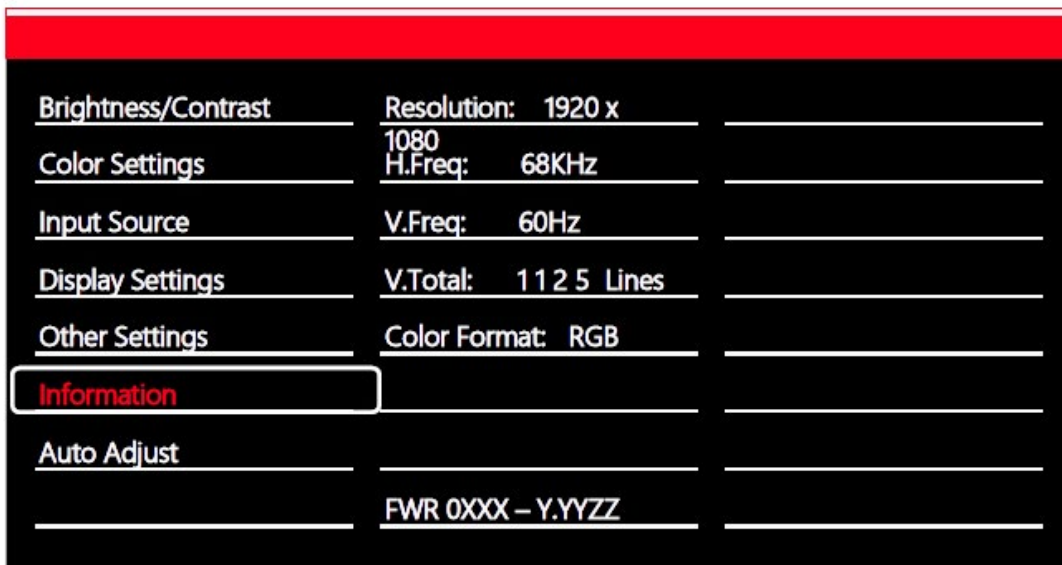 Brightness/Contrast
Color Settings
Input Source
Display Settings
Other Settings
Information
Auto Adjust
Resolution: 1920 x
1080
H.Freq: 68KHz
V.Freq: 60Hz
V.Total: 1125 Lines
Color Format: RGB
FWR 0XXX – Y.YYZZ